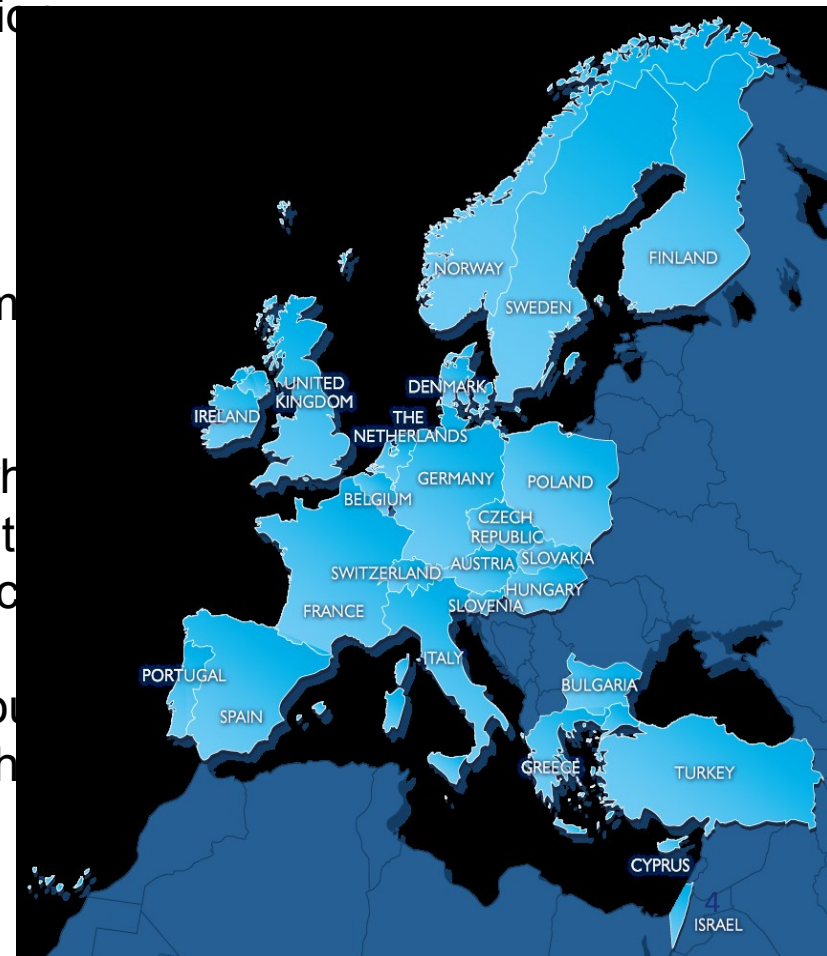 NORWAY
FINLAND
SWEDEN
UNITED
KINGDOM
DENMARK
IRELAND
THE
NETHERLANDS
GERMANY
POLAND
BELGIUM
CZECH
REPUBLIC
AUSTRIA
SLOVAKIA
SWITZERLAND
HUNGARY
SLOVENIA
FRANCE
ITALY
PORTUGAL
BULGARIA
SPAIN
GREECE
TURKEY
CYPRUS
4
ISRAEL